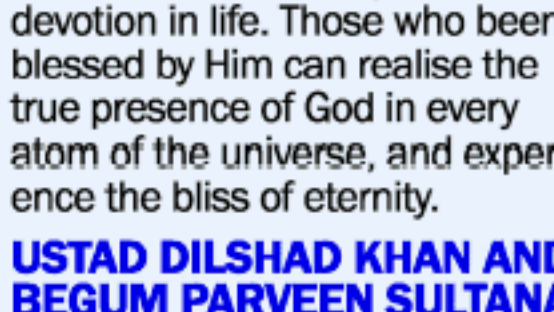 devotion in life. Those who been
blessed by Him can realise the
true presence of God in every
atom of the universe, and exper
ence the bliss of eternity.
USTAD DILSHAD KHAN AND
BEGUM PARVEEN SULTANA